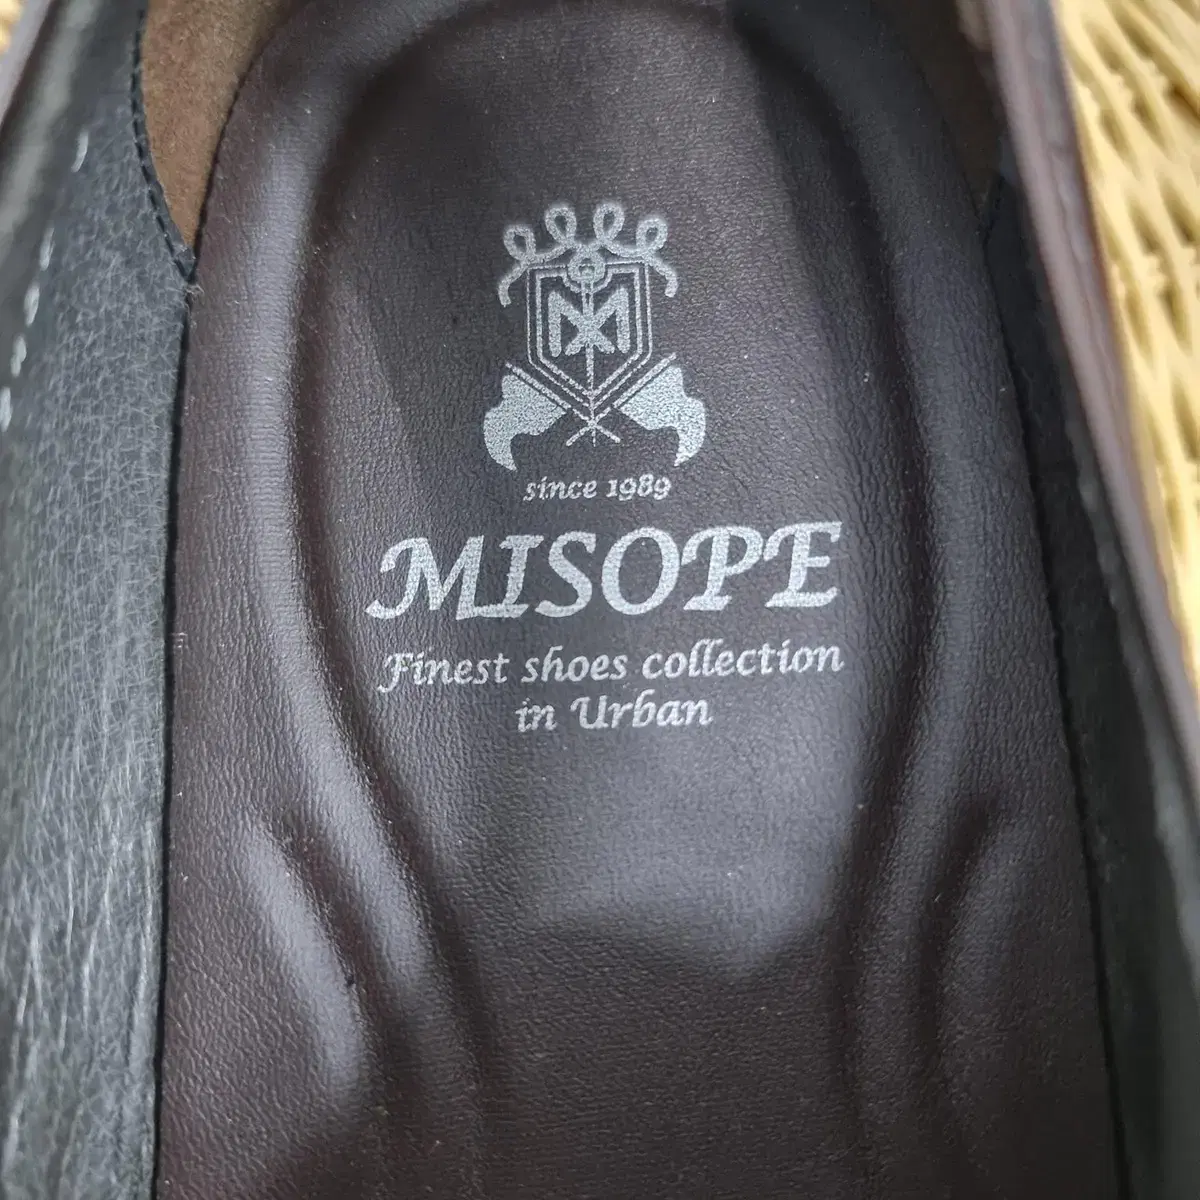 since 1989
MISOPE
Finest shoes collection
in Urban